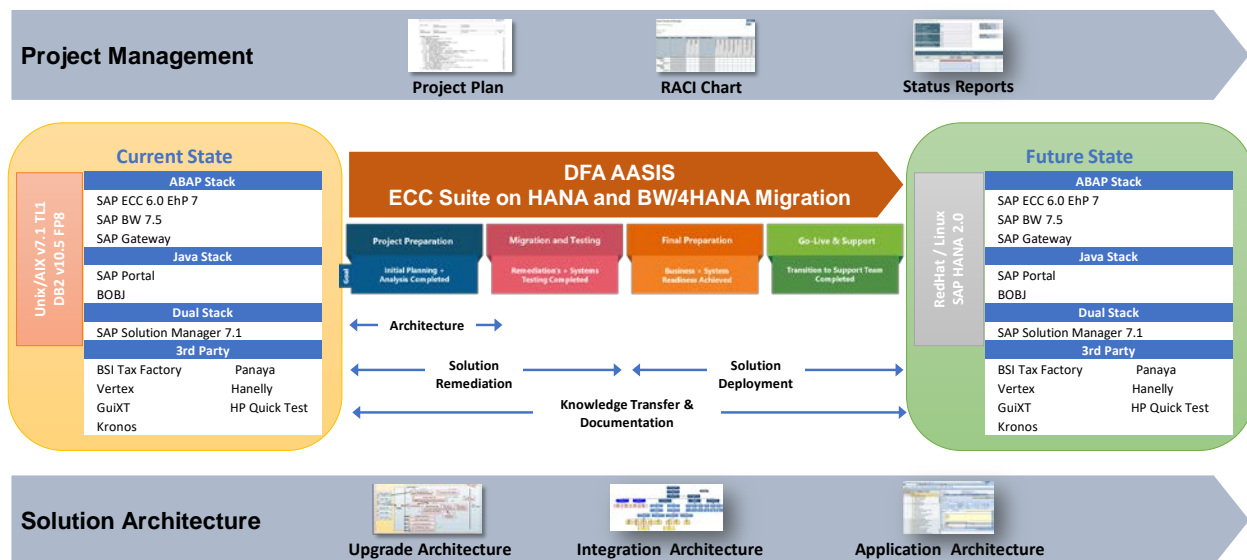 Project Management
Project Plan
RACI Chart
Status Reports
Current State
Unix/AIX v7.1 TL1
DB2 v10.5 FP8
ABAP Stack
SAP ECC 6.0 EhP 7
SAP BW 7.5
SAP Gateway
Java Stack
SAP Portal
BOBJ
Dual Stack
SAP Solution Manager 7.1
3rd Party
BSI Tax Factory Panaya
Vertex Hanelly
GuiXT HP Quick Test
Kronos
DFA AASIS
ECC Suite on HANA and BW/4HANA Migration
Project Preparation
Migration and Testing
Final Preparation
Go-Live & Support
Goal
Initial Planning +
Analysis Completed
Remediation's + Systems
Testing Completed
Business + System
Readiness Achieved
Transition to Support Team
Completed
Architecture
Solution
Remediation
Solution
Deployment
Knowledge Transfer &
Documentation
Future State
RedHat / Linux
SAP HANA 2.0
ABAP Stack
SAP ECC 6.0 EhP 7
SAP BW 7.5
SAP Gateway
Java Stack
SAP Portal
BOBJ
Dual Stack
SAP Solution Manager 7.1
3rd Party
BSI Tax Factory Panaya
Vertex Hanelly
GuiXT HP Quick Test
Kronos
Solution Architecture
Upgrade Architecture
Integration Architecture
Application Architecture